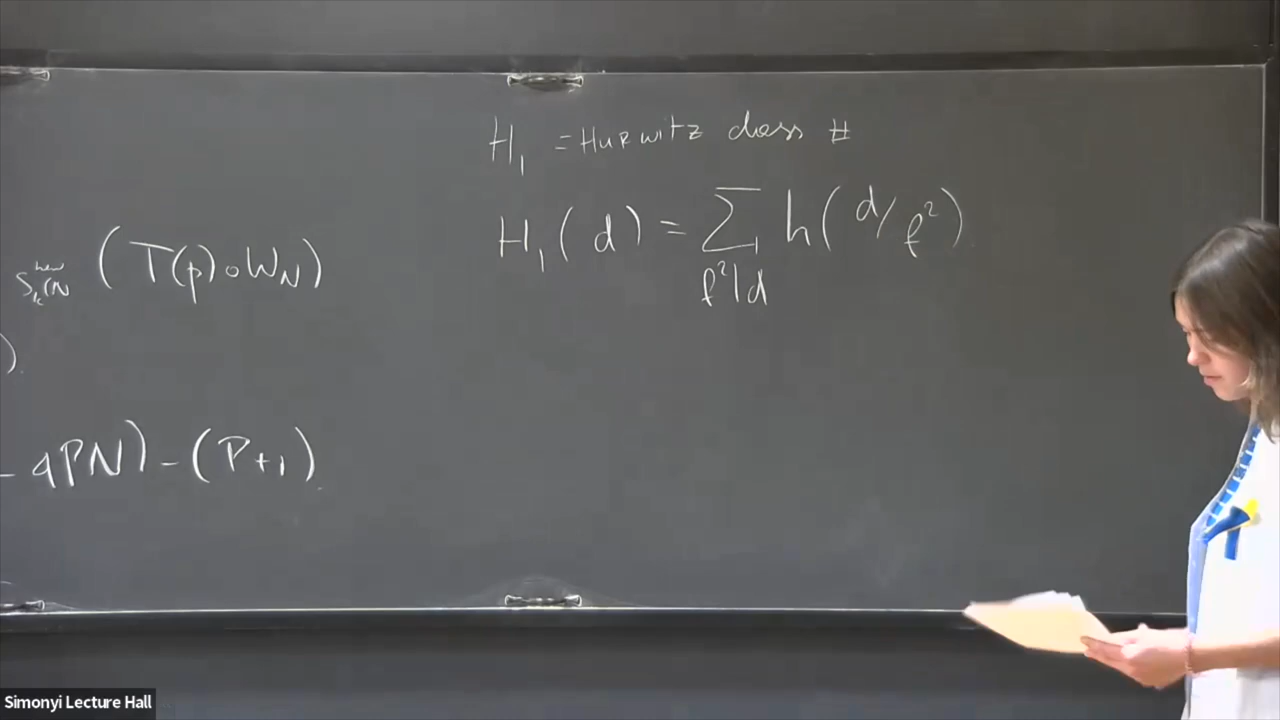 H₁ = HURWITZ class #
H₁(d) = ∑ h(d/f²)
f²|d
S_k^new(N) (T(p)∘W_N)
).
- 4PN) - (P+1).
Simonyi Lecture Hall